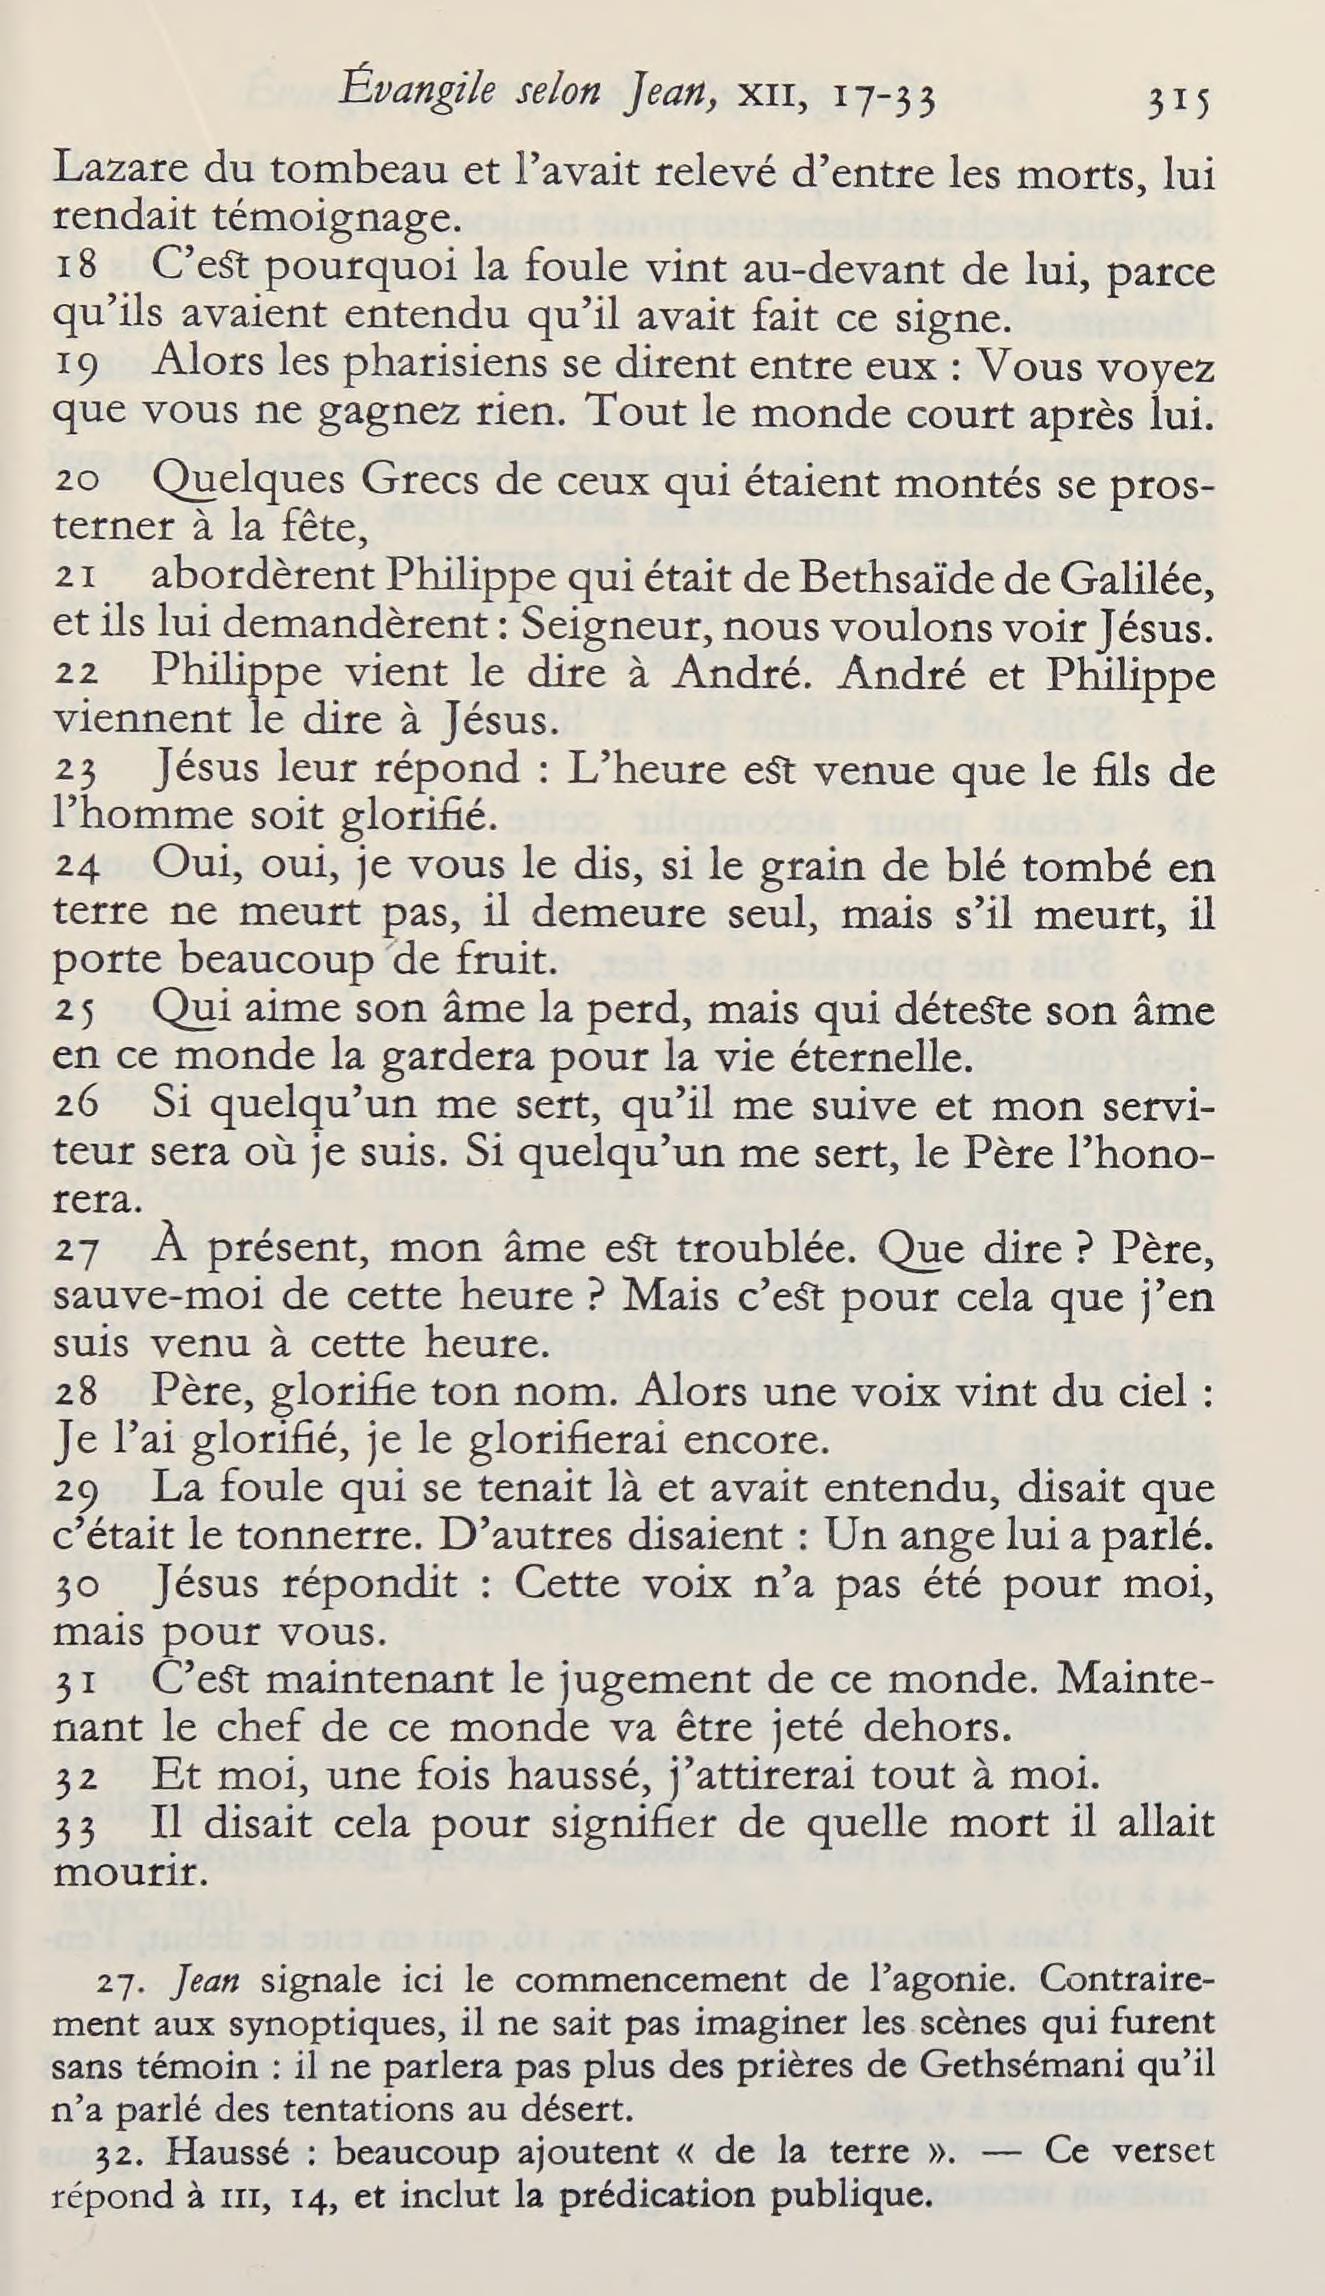 Évangile selon Jean, XII, 17-33 315
Lazare du tombeau et l’avait relevé d’entre les morts, lui
rendait témoignage.
18 C’est pourquoi la foule vint au-devant de lui, parce
qu’ils avaient entendu qu’il avait fait ce signe.
19 Alors les pharisiens se dirent entre eux : Vous voyez
que vous ne gagnez rien. Tout le monde court après lui.
20 Quelques Grecs de ceux qui étaient montés se pros-
terner à la fête,
21 abordèrent Philippe qui était de Bethsaïde de Galilée,
et ils lui demandèrent : Seigneur, nous voulons voir Jésus.
22 Philippe vient le dire à André. André et Philippe
viennent le dire à Jésus.
23 Jésus leur répond : L’heure est venue que le fils de
l’homme soit glorifié.
24 Oui, oui, je vous le dis, si le grain de blé tombé en
terre ne meurt pas, il demeure seul, mais s’il meurt, il
porte beaucoup de fruit.
25 Qui aime son âme la perd, mais qui déteste son âme
en ce monde la gardera pour la vie éternelle.
26 Si quelqu’un me sert, qu’il me suive et mon servi-
teur sera où je suis. Si quelqu’un me sert, le Père l’hono-
rera.
27 À présent, mon âme est troublée. Que dire ? Père,
sauve-moi de cette heure ? Mais c’est pour cela que j’en
suis venu à cette heure.
28 Père, glorifie ton nom. Alors une voix vint du ciel :
Je l’ai glorifié, je le glorifierai encore.
29 La foule qui se tenait là et avait entendu, disait que
c’était le tonnerre. D’autres disaient : Un ange lui a parlé.
30 Jésus répondit : Cette voix n’a pas été pour moi,
mais pour vous.
31 C’est maintenant le jugement de ce monde. Mainte-
nant le chef de ce monde va être jeté dehors.
32 Et moi, une fois haussé, j’attirerai tout à moi.
33 Il disait cela pour signifier de quelle mort il allait
mourir.
27. Jean signale ici le commencement de l’agonie. Contraire-
ment aux synoptiques, il ne sait pas imaginer les scènes qui furent
sans témoin : il ne parlera pas plus des prières de Gethsémani qu’il
n’a parlé des tentations au désert.
32. Haussé : beaucoup ajoutent « de la terre ». — Ce verset
répond à III, 14, et inclut la prédication publique.